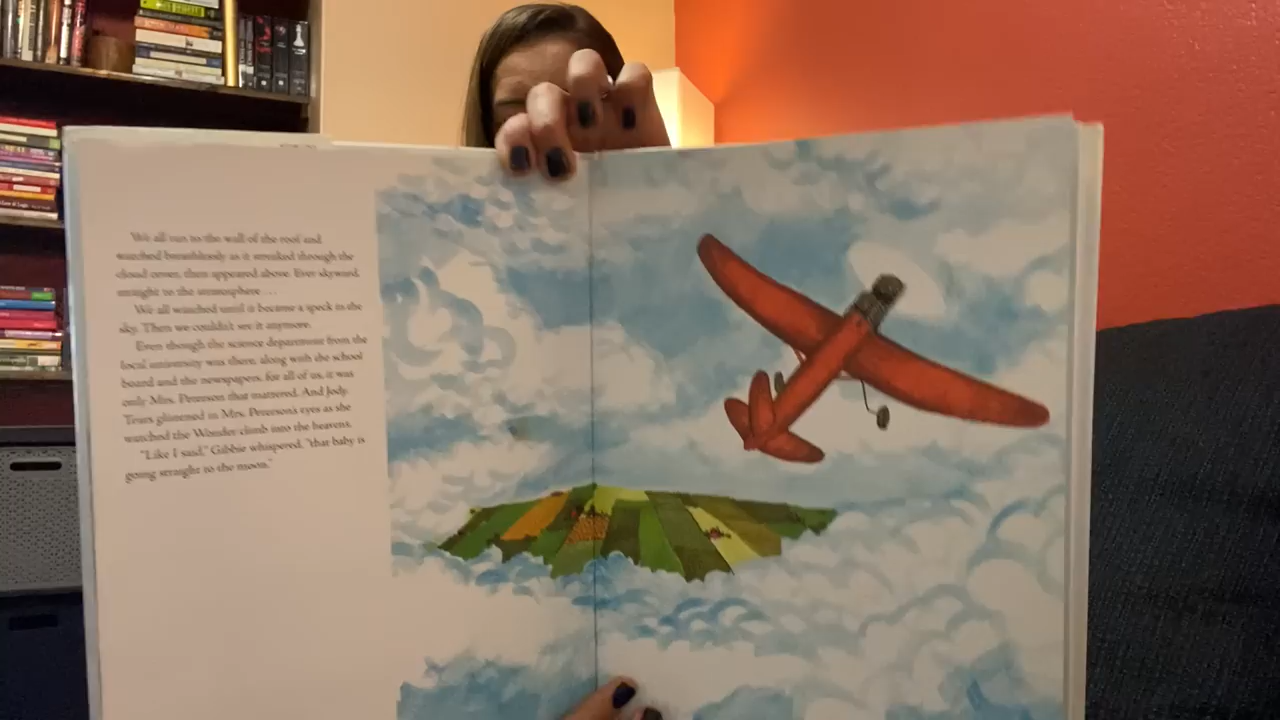 We all ran to the wall of the roof and
watched breathlessly as it streaked through the
cloud cover, then appeared above. Ever skyward,
straight to the stratosphere . . .
We all watched until it became a speck in the
sky. Then we couldn't see it anymore.
Even though the science department from the
local university was there, along with the school
board and the newspapers, for all of us, it was
only Mrs. Peterson that mattered. And Jody.
Tears glistened in Mrs. Peterson's eyes as she
watched the Wonder climb into the heavens.
"Like I said," Gibbie whispered, "that baby is
going straight to the moon."